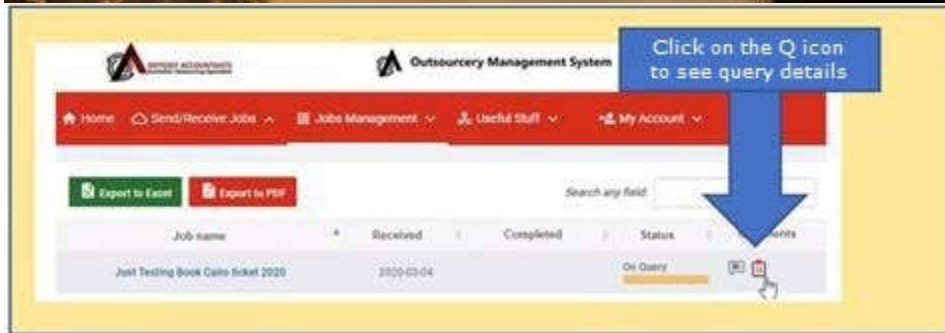 Click on the Q icon
to see query details
Outsourcery Management System
Home Send/Receive Jobs Jobs Management Useful Stuff My Account
Export to Excel Export to PDF Search any field
Job name Received Completed Status
Just Testing Book Cairo ticket 2020 2020-03-04 On Query